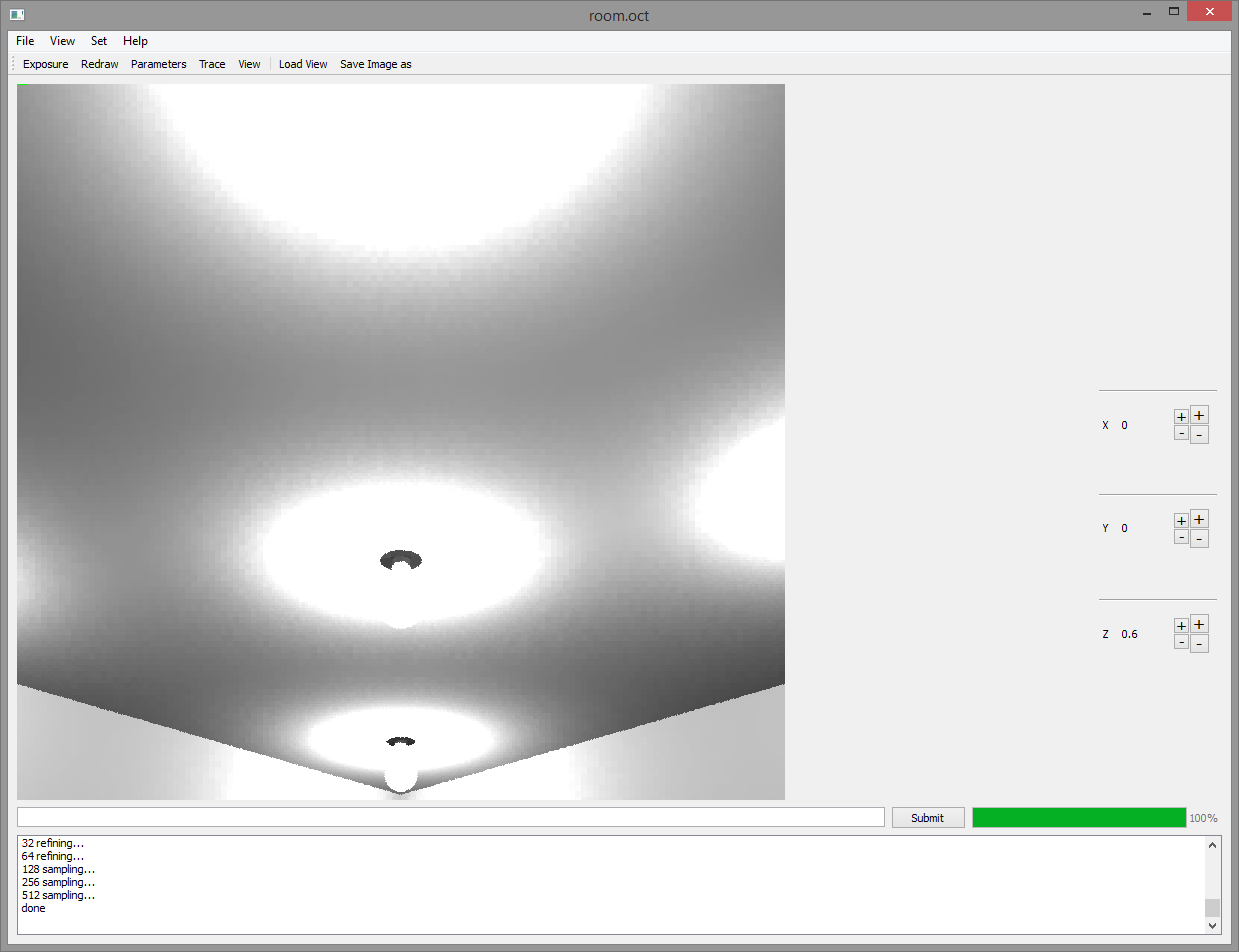 room.oct
File View Set Help
Exposure Redraw Parameters Trace View Load View Save Image as
X 0
+ +
- -
Y 0
+ +
- -
Z 0.6
+ +
- -
Submit 100%
32 refining...
64 refining...
128 sampling...
256 sampling...
512 sampling...
done